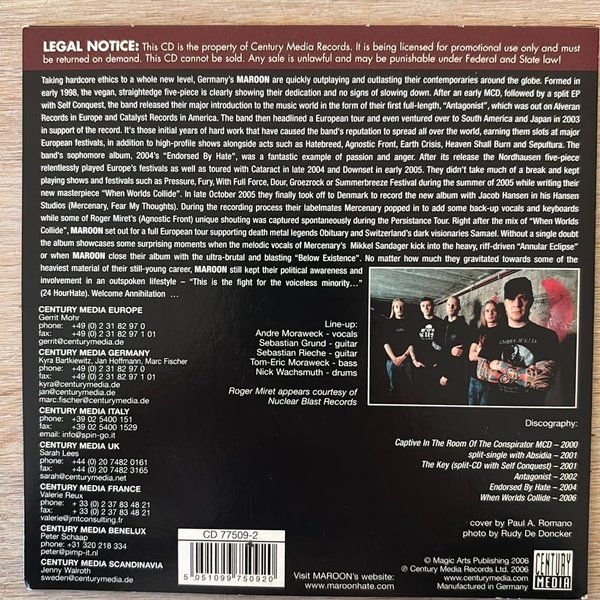 LEGAL NOTICE: This CD is the property of Century Media Records. It is being licensed for promotional use only and must
be returned on demand. This CD cannot be sold. Any sale is unlawful and may be punishable under Federal and State law!
Taking hardcore ethics to a whole new level, Germany's MAROON are quickly outplaying and outlasting their contemporaries around the globe. Formed in
early 1998, the vegan, straightedge five-piece is clearly showing their dedication and no signs of slowing down. After an early MCD, followed by a split EP
with Self Conquest, the band released their major introduction to the music world in the form of their first full-length, "Antagonist", which was out on Alveran
Records in Europe and Catalyst Records in America. The band then headlined a European tour and even ventured over to South America and Japan in 2003
in support of the record. It's those initial years of hard work that have caused the band's reputation to spread all over the world, earning them slots at major
European festivals, in addition to high-profile shows alongside acts such as Hatebreed, Agnostic Front, Earth Crisis, Heaven Shall Burn and Sepultura. The
band's sophomore album, 2004's "Endorsed By Hate", was a fantastic example of passion and anger. After its release the Nordhausen five-piece
relentlessly played Europe's festivals as well as toured with Cataract in late 2004 and Downset in early 2005. They didn't take much of a break and kept
playing shows and festivals such as Pressure, Fury, With Full Force, Dour, Groezrock or Summerbreeze Festival during the summer of 2005 while writing their
new masterpiece "When Worlds Collide". In late October 2005 they finally took off to Denmark to record the new album with Jacob Hansen in his Hansen
Studios (Mercenary, Fear My Thoughts). During the recording process their labelmates Mercenary popped in to add some back-up vocals and keyboards
while some of Roger Miret's (Agnostic Front) unique shouting was captured spontaneously during the Persistance Tour. Right after the mix of "When Worlds
Collide", MAROON set out for a full European tour supporting death metal legends Obituary and Switzerland's dark visionaries Samael. Without a single doubt
the album showcases some surprising moments when the melodic vocals of Mercenary's Mikkel Sandager kick into the heavy, riff-driven "Annular Eclipse"
or when MAROON close their album with the ultra-brutal and blasting "Below Existence". No matter how much they gravitated towards some of the
heaviest material of their still-young career, MAROON still kept their political awareness and
involvement in an outspoken lifestyle – "This is the fight for the voiceless minority…"
(24 HourHate). Welcome Annihilation …
CENTURY MEDIA EUROPE
Gerrit Mohr
phone: +49 (0) 2 31 82 97 0
fax: +49 (0) 2 31 82 97 1 01
gerrit@centurymedia.de
CENTURY MEDIA GERMANY
Kyra Bartkiewitz, Jan Hoffmann, Marc Fischer
phone: +49 (0) 2 31 82 97 0
fax: +49 (0) 2 31 82 97 1 01
kyra@centurymedia.de
jan@centurymedia.de
marc.fischer@centurymedia.de
CENTURY MEDIA ITALY
phone: +39 02 5400 151
fax: +39 02 5400 1529
email: info@spin-go.it
CENTURY MEDIA UK
Sarah Lees
phone: +44 (0) 20 7482 0161
fax: +44 (0) 20 7482 3165
sarah@centurymedia.net
CENTURY MEDIA FRANCE
Valerie Reux
phone: + 33 (0) 2 37 83 48 21
fax: + 33 (0) 2 37 83 48 21
valerie@jmtconsulting.fr
CENTURY MEDIA BENELUX
Peter Schaap
phone: +31 320 218 334
peter@pimp-it.nl
CENTURY MEDIA SCANDINAVIA
Jenny Walroth
sweden@centurymedia.de
Line-up:
Andre Moraweck - vocals
Sebastian Grund - guitar
Sebastian Rieche - guitar
Tom-Eric Moraweck - bass
Nick Wachsmuth - drums
Roger Miret appears courtesy of
Nuclear Blast Records
Discography:
Captive In The Room Of The Conspirator MCD – 2000
split-single with Absidia – 2001
The Key (split-CD with Self Conquest) – 2001
Antagonist – 2002
Endorsed By Hate – 2004
When Worlds Collide – 2006
cover by Paul A. Romano
photo by Rudy De Doncker
CD 77509-2
5 051099 750920
Visit MAROON's website:
www.maroonhate.com
© Magic Arts Publishing 2006
℗ Century Media Records Ltd. 2006
www.centurymedia.com
Manufactured in Germany
CENTURY
MEDIA